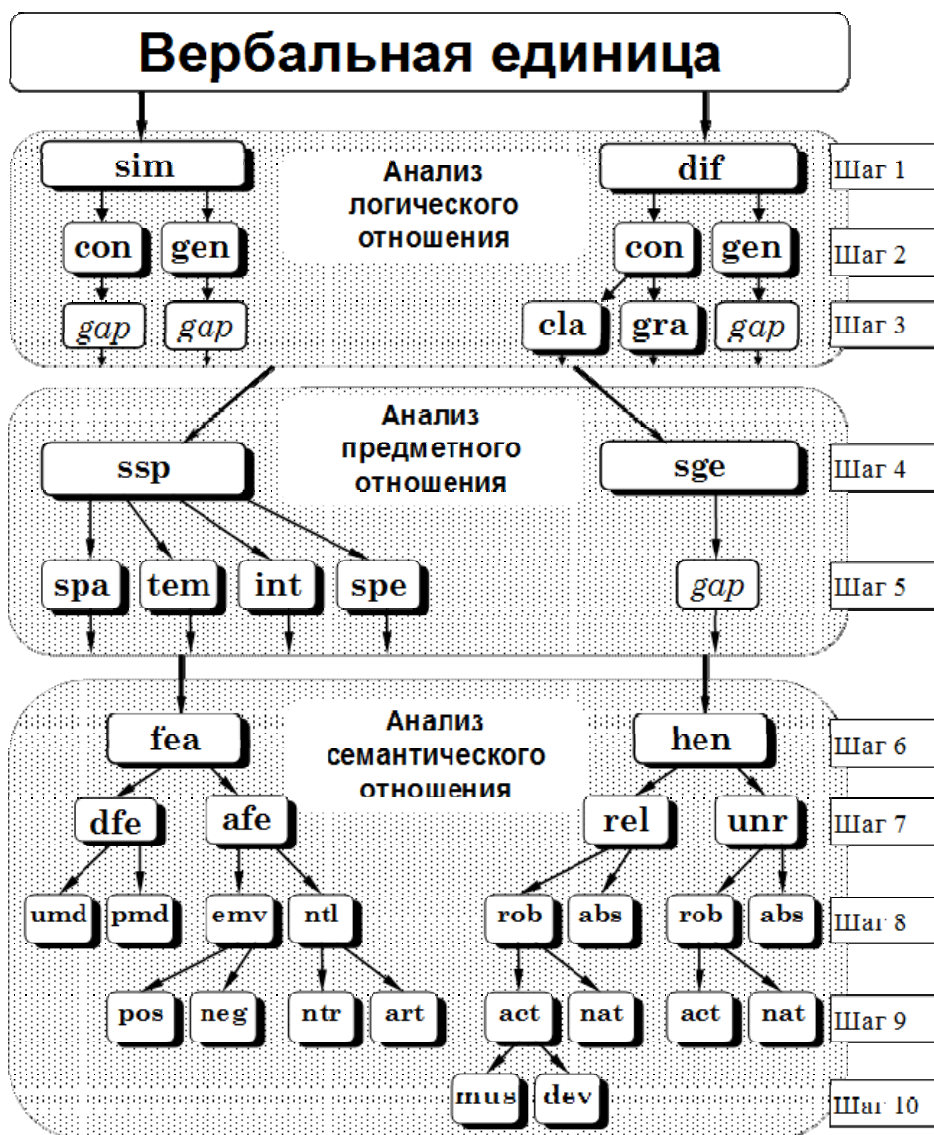 Вербальная единица
sim
Анализ
логического
отношения
dif
Шаг 1
con gen
con gen
Шаг 2
gap gap
cla gra gap
Шаг 3
Анализ
предметного
отношения
ssp
sge
Шаг 4
spa tem int spe
gap
Шаг 5
Анализ
семантического
отношения
fea
hen
Шаг 6
dfe afe
rel unr
Шаг 7
umd pmd emv ntl
rob abs rob abs
Шаг 8
pos neg ntr art
act nat act nat
Шаг 9
mus dev
Шаг 10